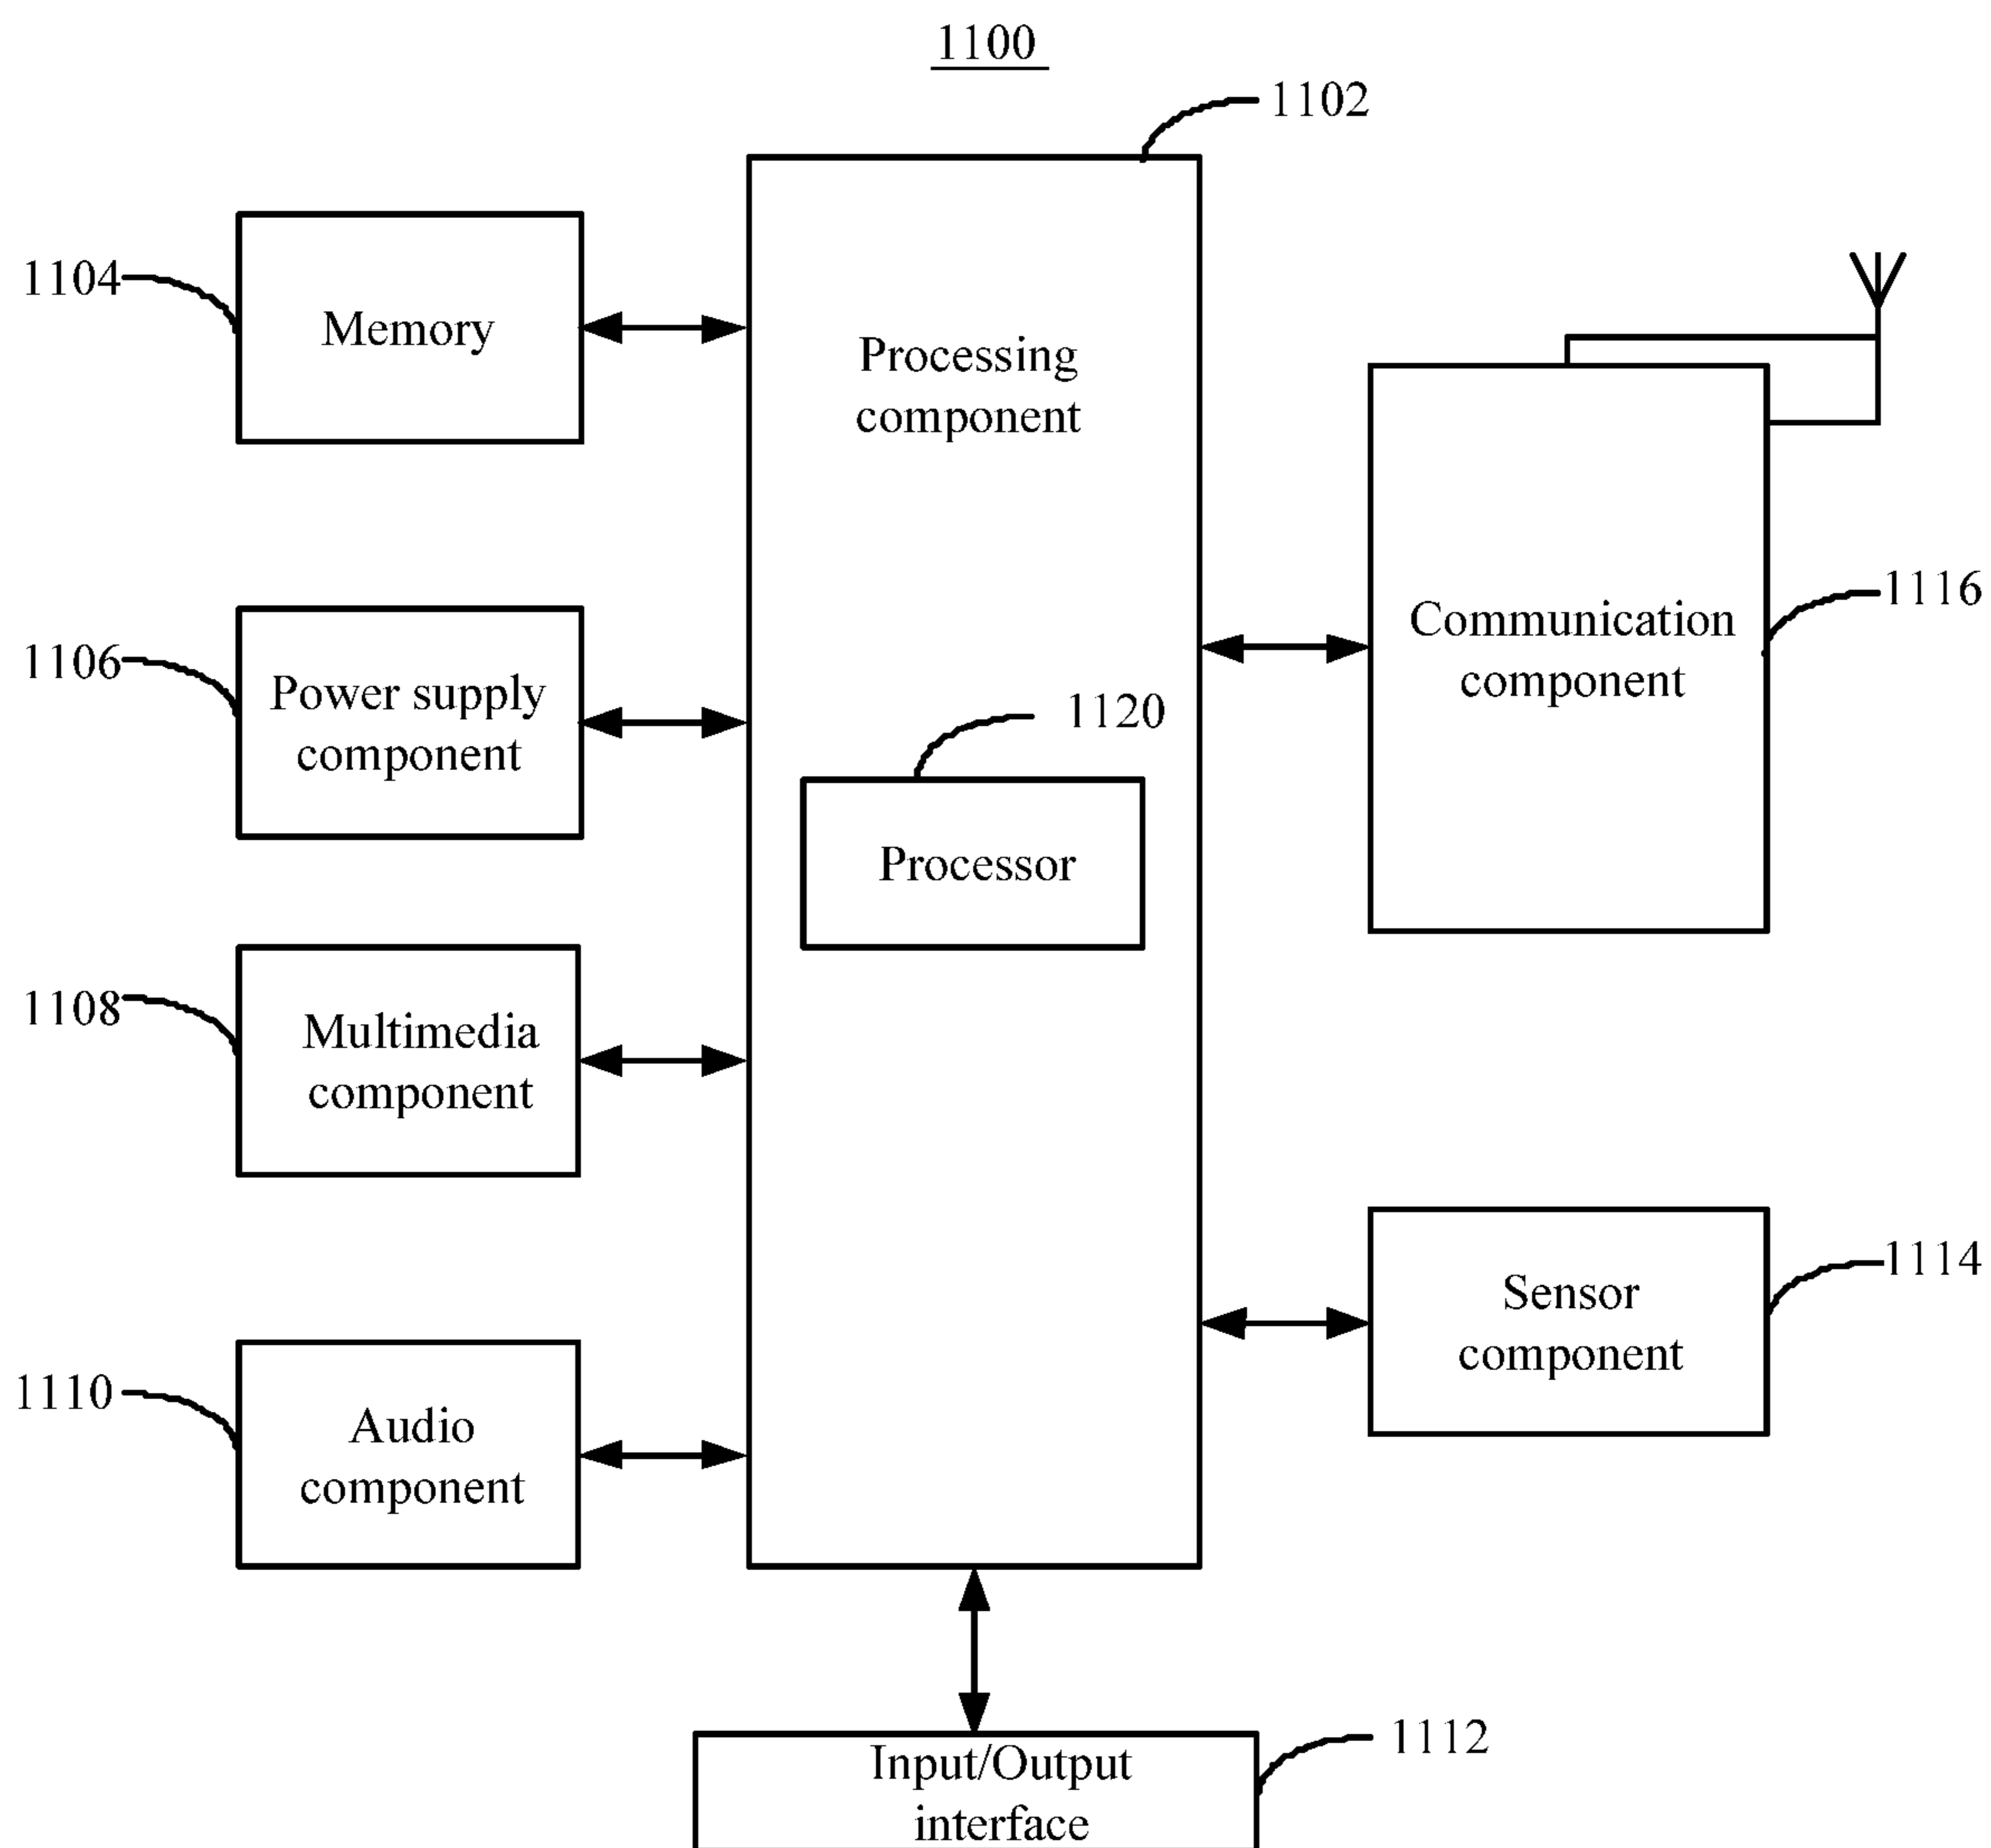 1100
1102
1104
Memory
Processing
component
1116
Communication
component
1106
Power supply
component
1120
Processor
1108
Multimedia
component
1114
Sensor
component
1110
Audio
component
1112
Input/Output
interface